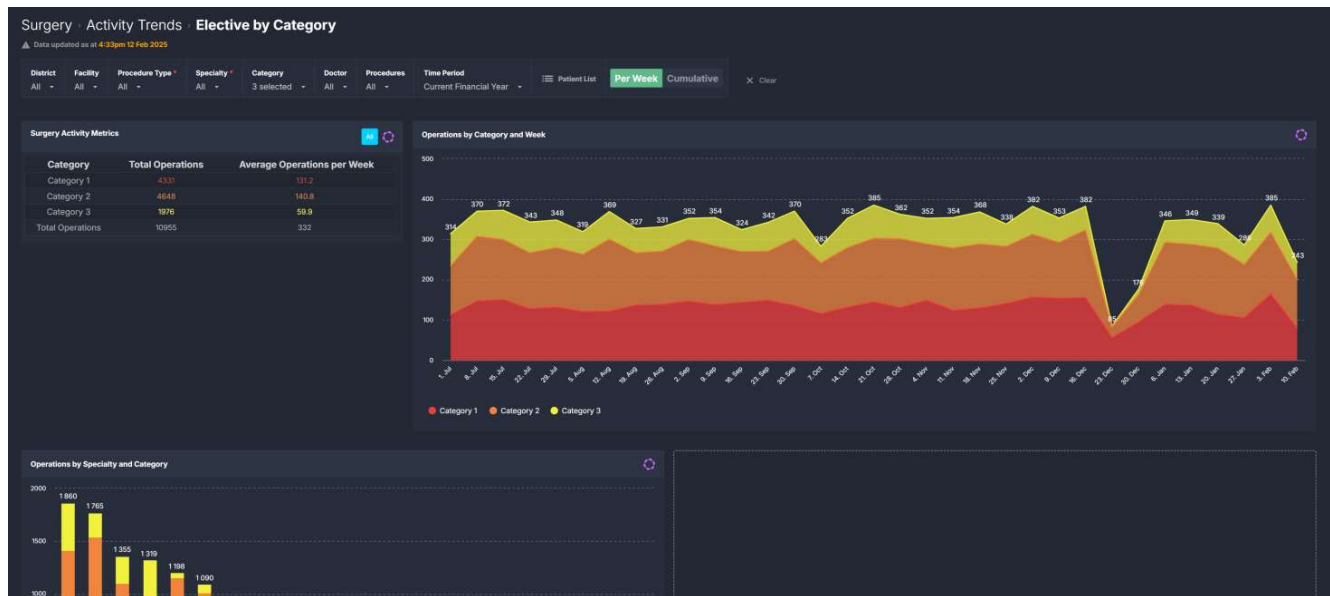 Surgery · Activity Trends · Elective by Category
Data updated as at 4:33pm 12 Feb 2025
District Facility Procedure Type * Specialty * Category Doctor Procedures Time Period
All All All All 3 selected All All Current Financial Year
Patient List Per Week Cumulative Clear
Surgery Activity Metrics All
Category Total Operations Average Operations per Week
Category 1 4331 131.2
Category 2 4648 140.8
Category 3 1976 59.9
Total Operations 10955 332
Operations by Category and Week
500
400
300
200
100
0
314 370 372 343 348 319 369 327 331 352 354 324 342 370 283 352 385 362 352 354 368 338 382 353 382 85 178 346 349 339 286 385 243
1. Jul 8. Jul 15. Jul 22. Jul 29. Jul 5. Aug 12. Aug 19. Aug 26. Aug 2. Sep 9. Sep 16. Sep 23. Sep 30. Sep 7. Oct 14. Oct 21. Oct 28. Oct 4. Nov 11. Nov 18. Nov 25. Nov 2. Dec 9. Dec 16. Dec 23. Dec 30. Dec 6. Jan 13. Jan 20. Jan 27. Jan 3. Feb 10. Feb
Category 1 Category 2 Category 3
Operations by Specialty and Category
2000
1500
1000
1 860 1 765 1 355 1 319 1 198 1 090